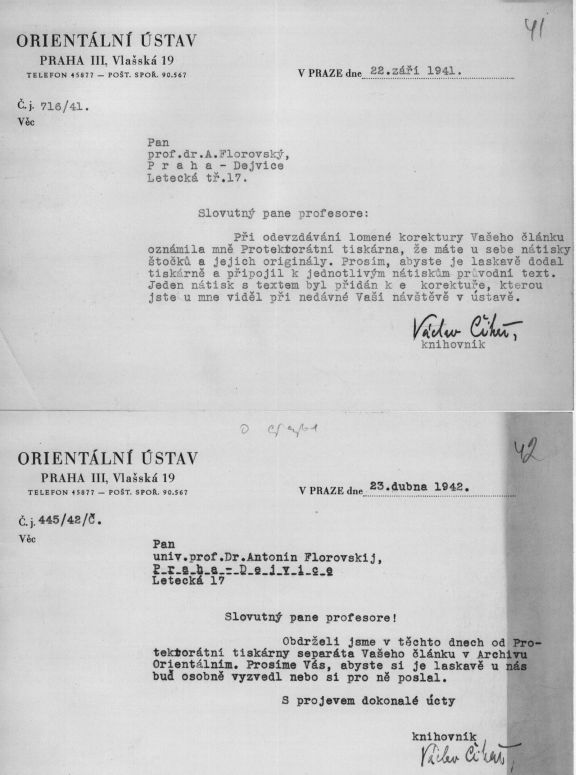 41
ORIENTÁLNÍ ÚSTAV
PRAHA III, Vlašská 19
TELEFON 45877 — POŠT. SPOŘ. 90.567
V PRAZE dne 22.září 1941.
Č. j. 716/41.
Věc
Pan
prof.dr.A.Florovský,
P r a h a - Dejvice
Letecká tř.17.
Slovutný pane profesore:
Při odevzdávání lomené korektury Vašeho článku
oznámila mně Protektorátní tiskárna, že máte u sebe nátisky
štočků a jejich originály. Prosím, abyste je laskavě dodal
tiskárně a připojil k jednotlivým nátiskům průvodní text.
Jeden nátisk s textem byl přidán k e korektuře, kterou
jste u mne viděl při nedávné Vaší návštěvě v ústavě.
Václav Čihař,
knihovník
42
ORIENTÁLNÍ ÚSTAV
PRAHA III, Vlašská 19
TELEFON 45877 — POŠT. SPOŘ. 90.567
V PRAZE dne 23.dubna 1942.
Č. j. 445/42/Č.
Věc
Pan
univ.prof.Dr.Antonin Florovskij,
P r a h a - D e j v i c e
Letecká 17
Slovutný pane profesore!
Obdrželi jsme v těchto dnech od Pro-
tektorátní tiskárny separáta Vašeho článku v Archivu
Orientálním. Prosíme Vás, abyste si je laskavě u nás
buď osobně vyzvedl nebo si pro ně poslal.
S projevem dokonalé úcty
knihovník
Václav Čihař,